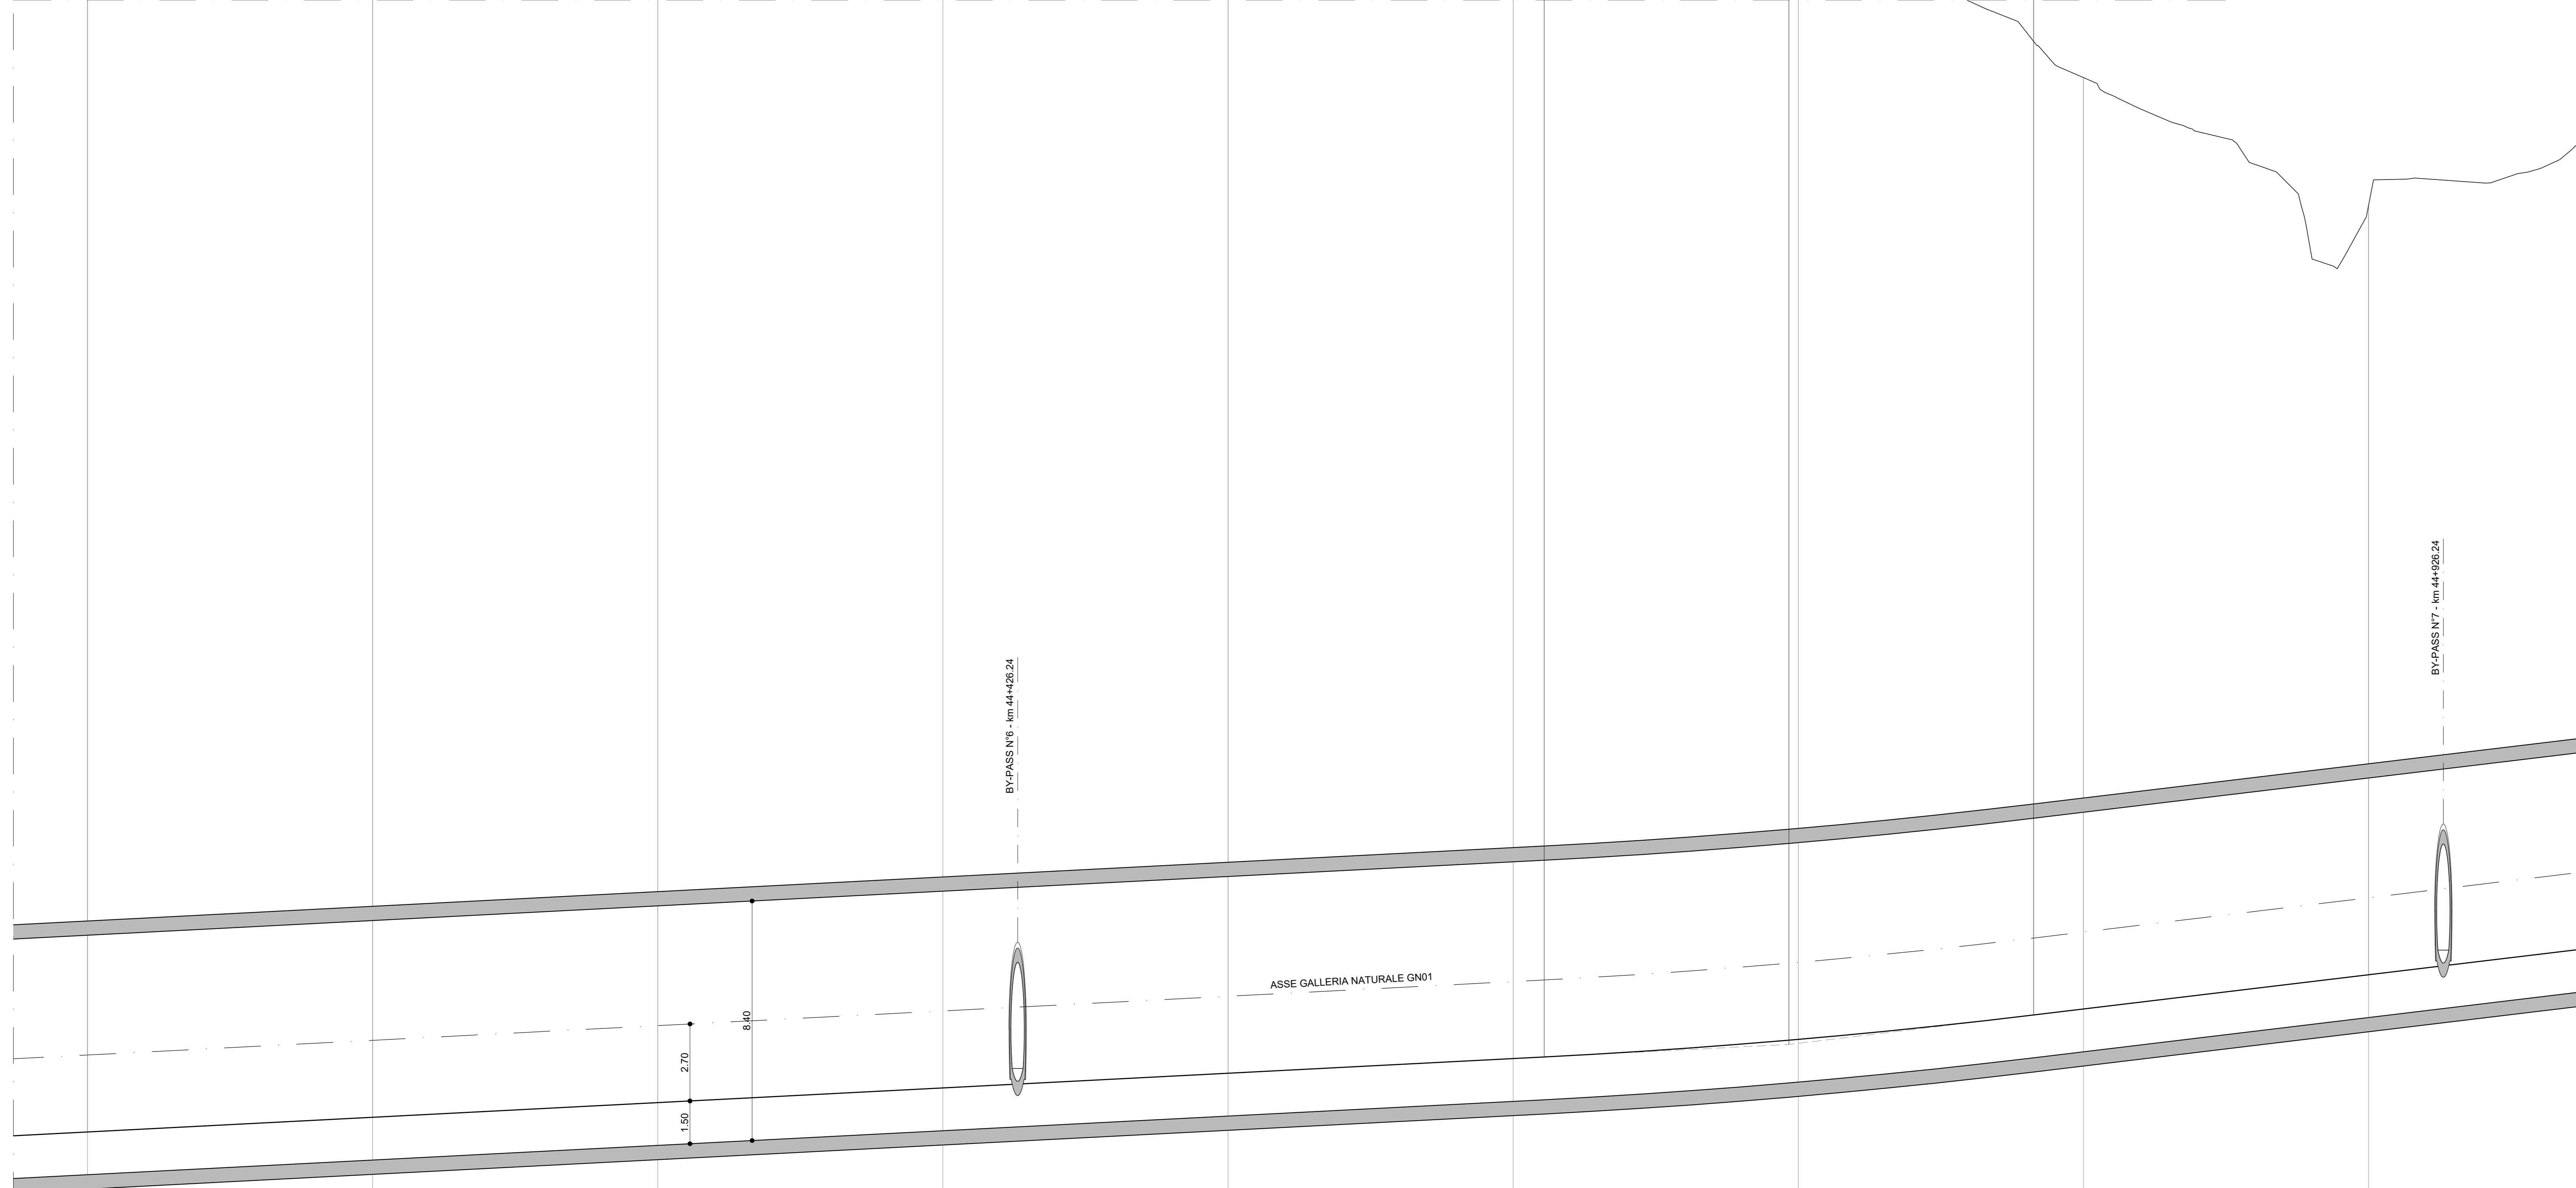 BY-PASS N°7 - km 44+926.24
BY-PASS N°6 - km 44+426.24
ASSE GALLERIA NATURALE GN01
8.40
2.70
1.50